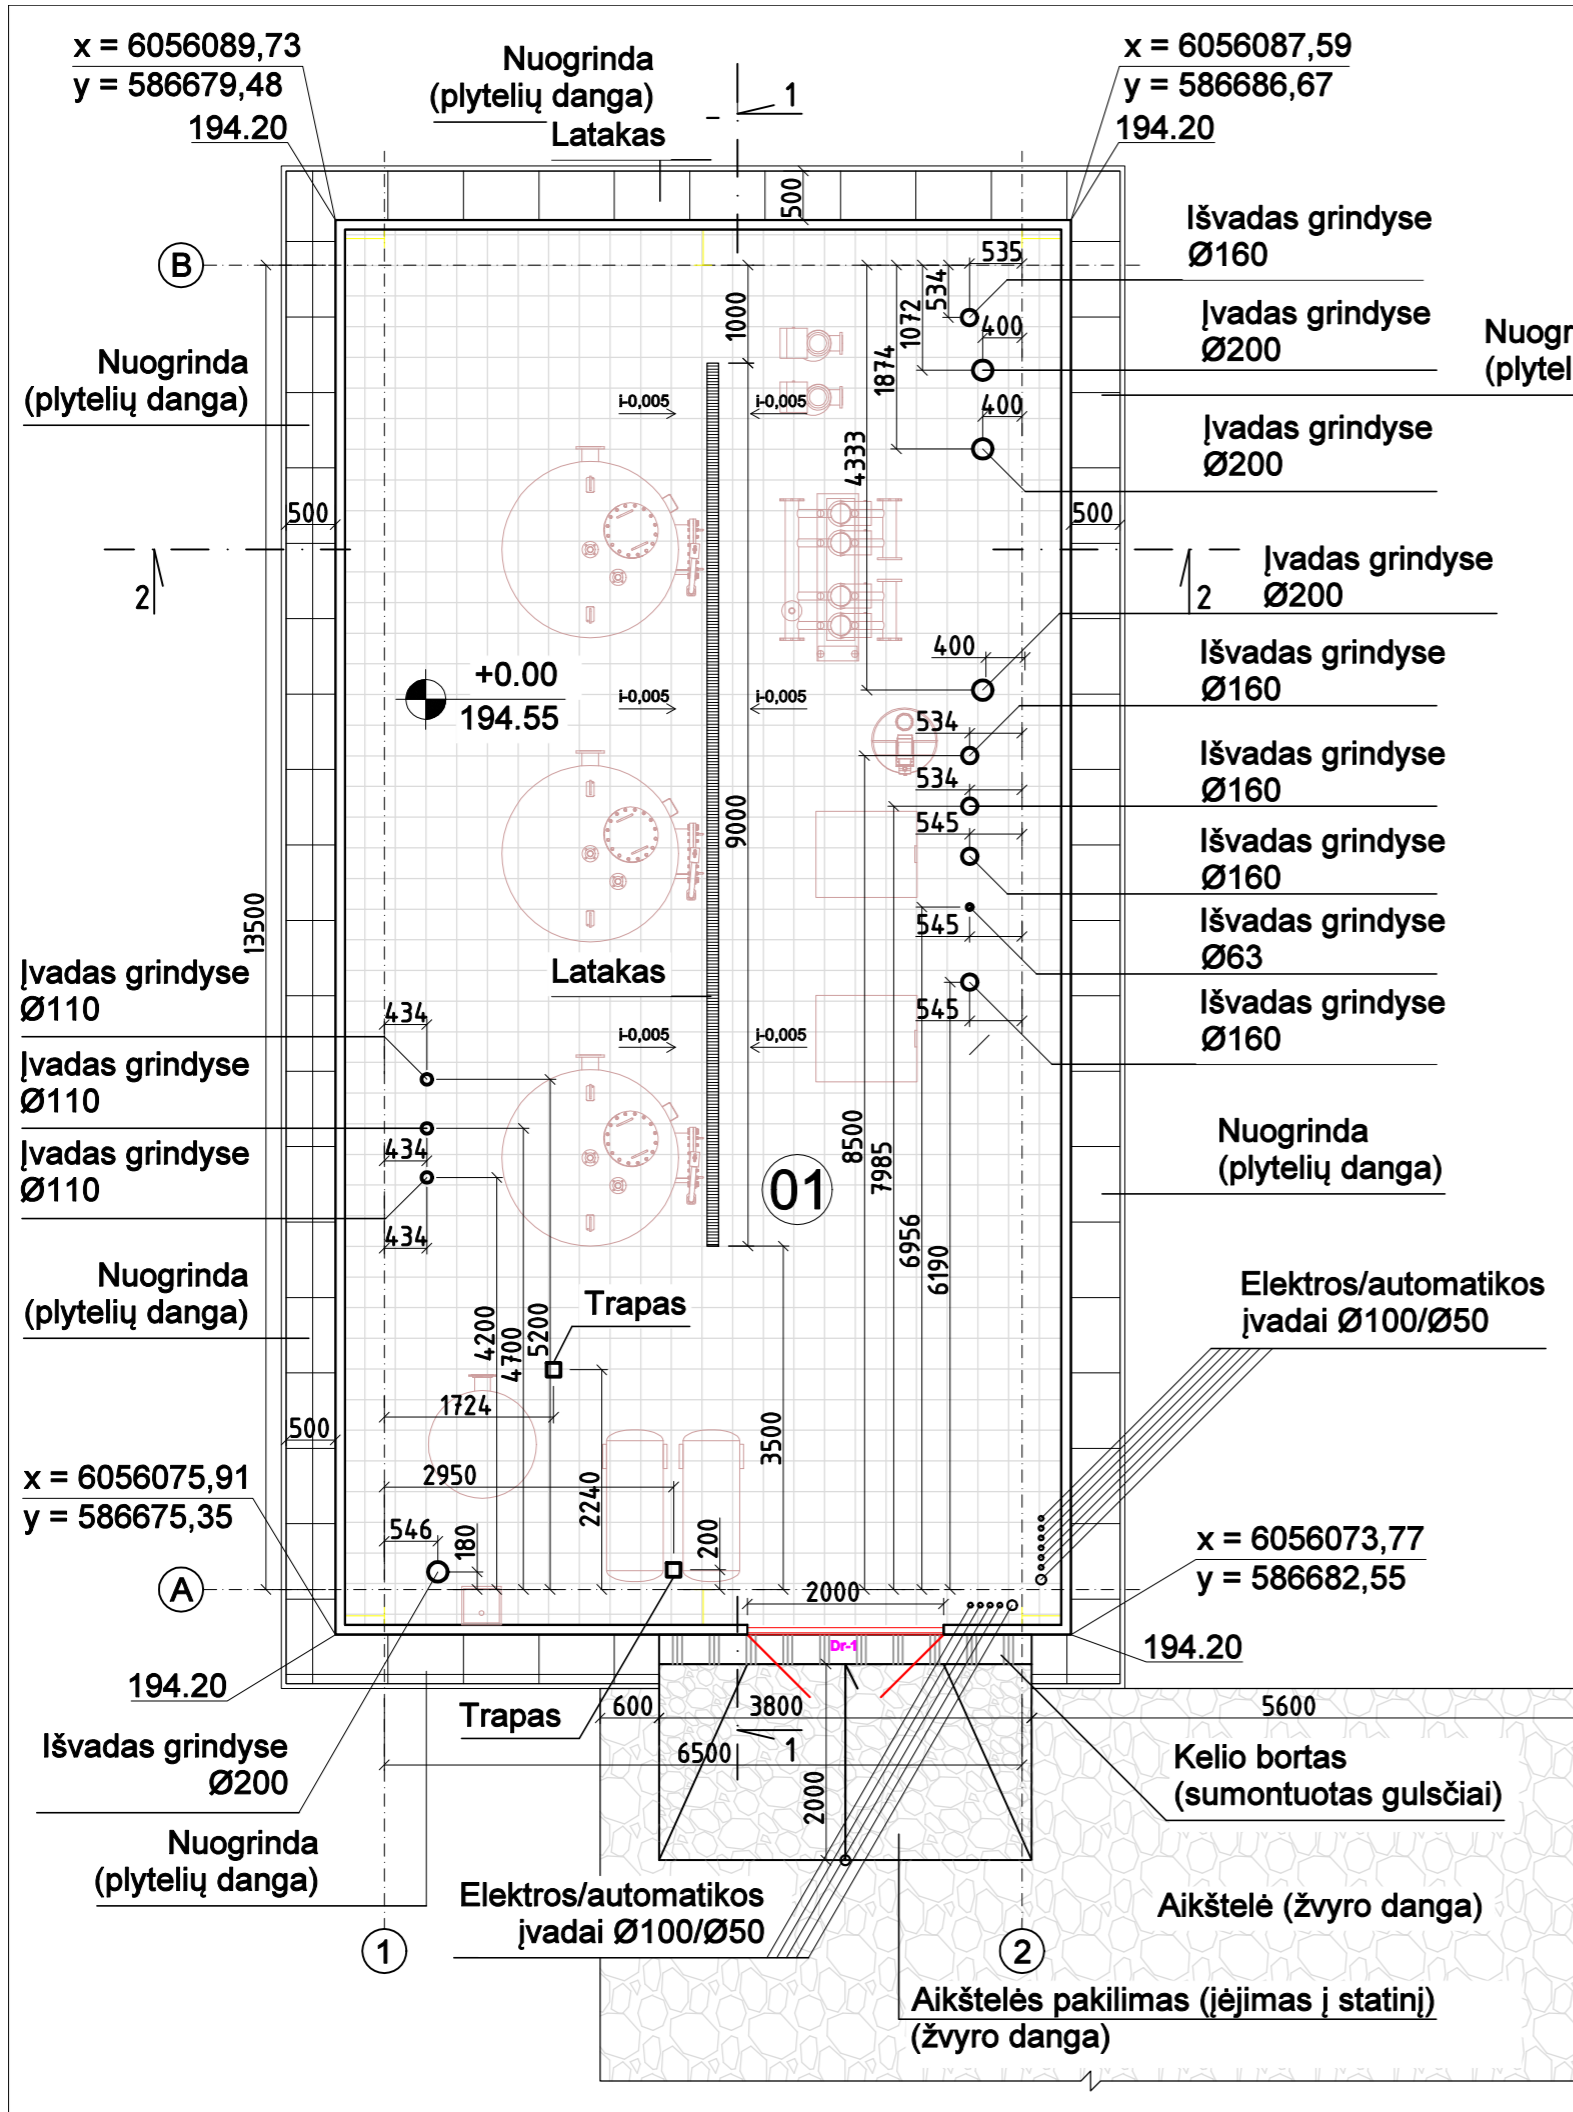 x = 6056089,73
y = 586679,48
194.20
Nuogrinda
(plytelių danga)
Latakas
1
x = 6056087,59
y = 586686,67
194.20
500
B
535
534
1072
1874
4333
400
400
1000
Išvadas grindyse
Ø160
Įvadas grindyse
Ø200
Nuogr
(plytel
Nuogrinda
(plytelių danga)
i-0,005
i-0,005
Įvadas grindyse
Ø200
500
500
2
2
Įvadas grindyse
Ø200
+0.00
194.55
i-0,005
i-0,005
400
534
534
545
545
545
Išvadas grindyse
Ø160
Išvadas grindyse
Ø160
Išvadas grindyse
Ø160
Išvadas grindyse
Ø63
Išvadas grindyse
Ø160
9000
13500
Latakas
i-0,005
i-0,005
Įvadas grindyse
Ø110
434
Įvadas grindyse
Ø110
434
Įvadas grindyse
Ø110
434
01
8500
7985
6956
6190
Nuogrinda
(plytelių danga)
Nuogrinda
(plytelių danga)
4200
4700
5200
Trapas
Elektros/automatikos
įvadai Ø100/Ø50
1724
3500
500
2950
2240
x = 6056075,91
y = 586675,35
546
180
200
x = 6056073,77
y = 586682,55
A
2000
Dr-1
194.20
194.20
Trapas
600
3800
5600
6500
1
2000
Išvadas grindyse
Ø200
Kelio bortas
(sumontuotas gulsčiai)
Nuogrinda
(plytelių danga)
Elektros/automatikos
įvadai Ø100/Ø50
Aikštelė (žvyro danga)
1
2
Aikštelės pakilimas (įėjimas į statinį)
(žvyro danga)